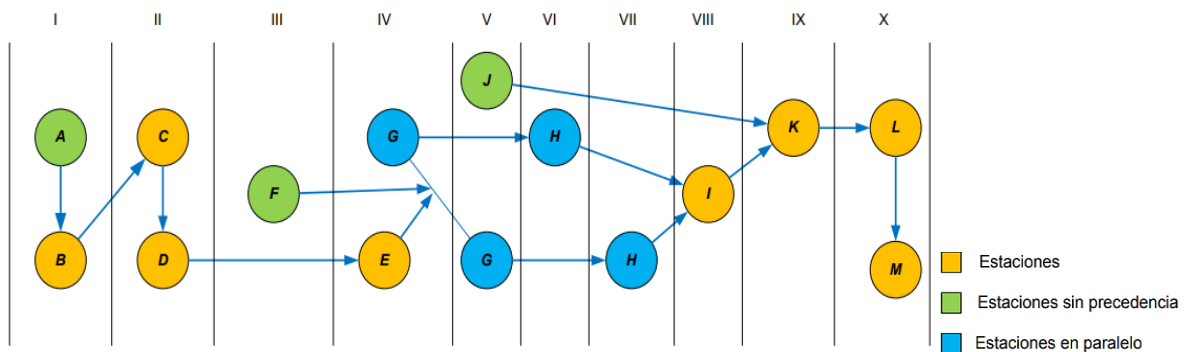 I II III IV V VI VII VIII IX X
J
A C G H K L
F I
B D E G H M
Estaciones
Estaciones sin precedencia
Estaciones en paralelo